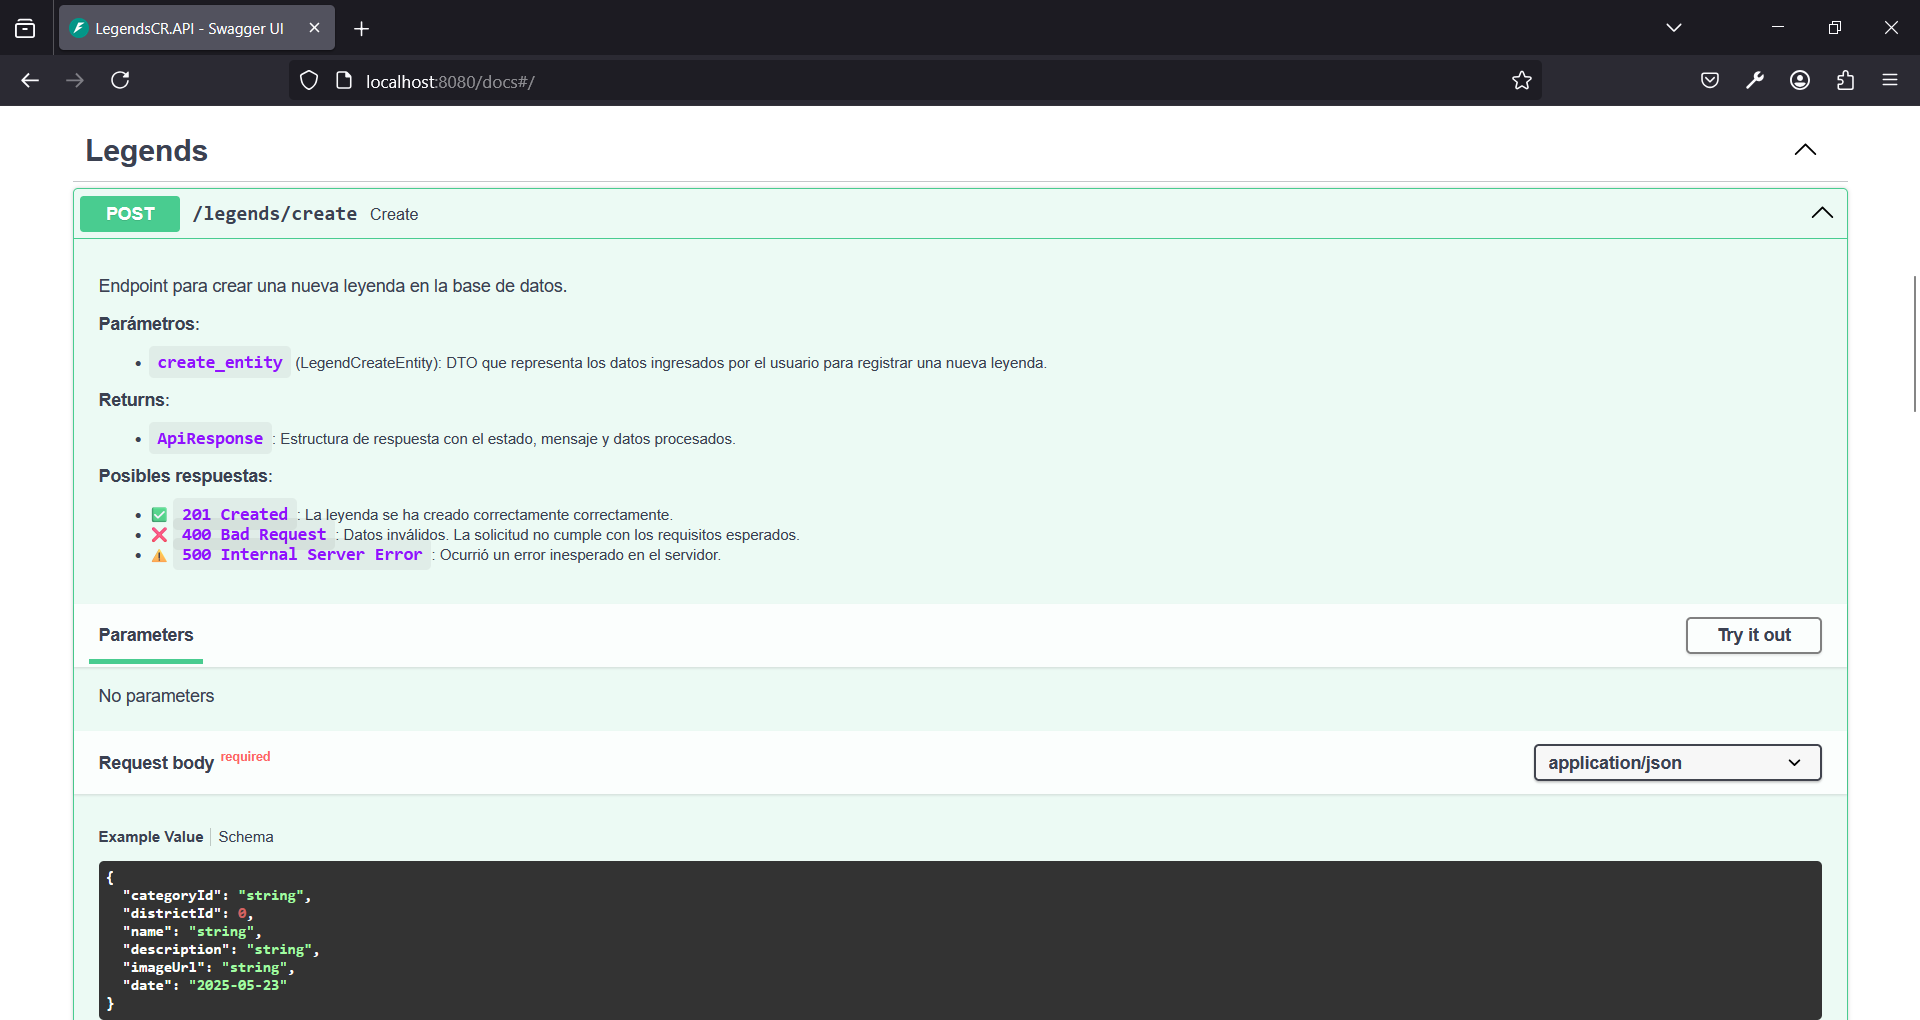 LegendsCR.API - Swagger UI
localhost:8080/docs#/
Legends
POST /legends/create Create
Endpoint para crear una nueva leyenda en la base de datos.
Parámetros:
create_entity (LegendCreateEntity): DTO que representa los datos ingresados por el usuario para registrar una nueva leyenda.
Returns:
ApiResponse : Estructura de respuesta con el estado, mensaje y datos procesados.
Posibles respuestas:
201 Created : La leyenda se ha creado correctamente correctamente.
400 Bad Request : Datos inválidos. La solicitud no cumple con los requisitos esperados.
500 Internal Server Error : Ocurrió un error inesperado en el servidor.
Parameters
Try it out
No parameters
Request body required
application/json
Example Value Schema
{
"categoryId": "string",
"districtId": 0,
"name": "string",
"description": "string",
"imageUrl": "string",
"date": "2025-05-23"
}